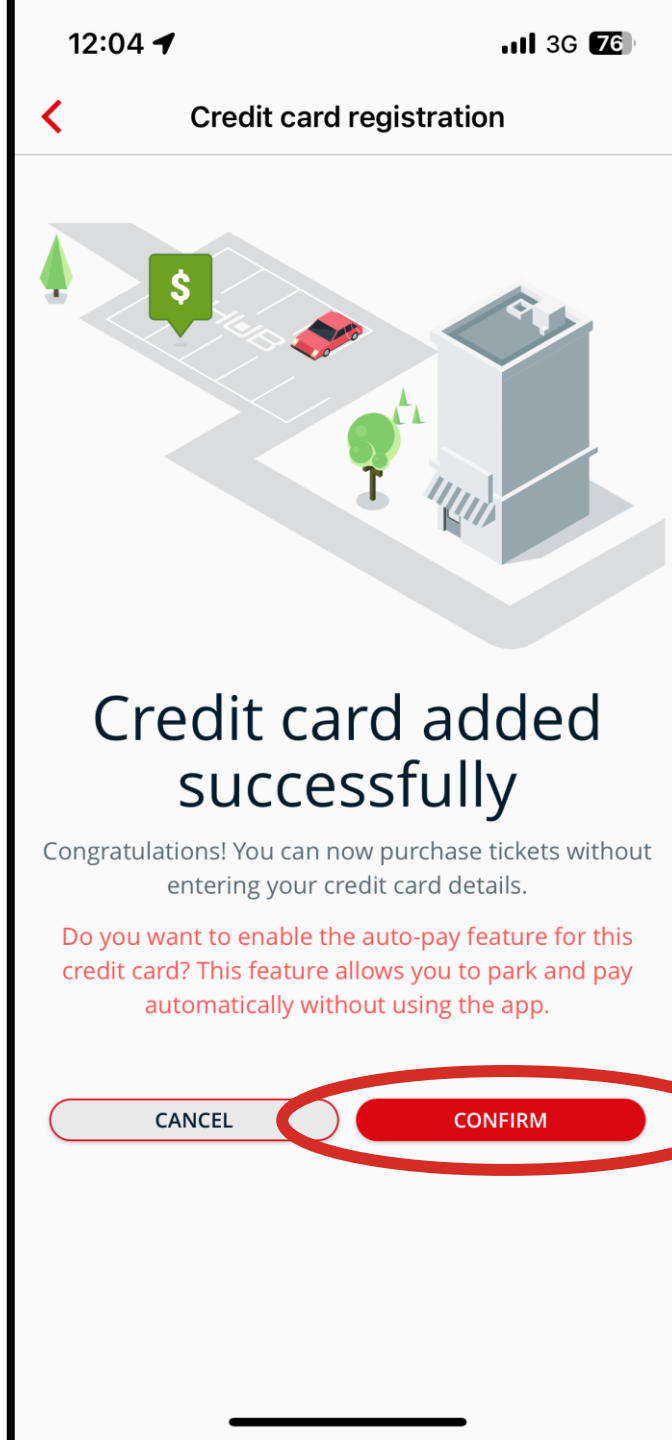 12:04
3G 76
Credit card registration
$
HUB
Credit card added
successfully
Congratulations! You can now purchase tickets without
entering your credit card details.
Do you want to enable the auto-pay feature for this
credit card? This feature allows you to park and pay
automatically without using the app.
CANCEL
CONFIRM